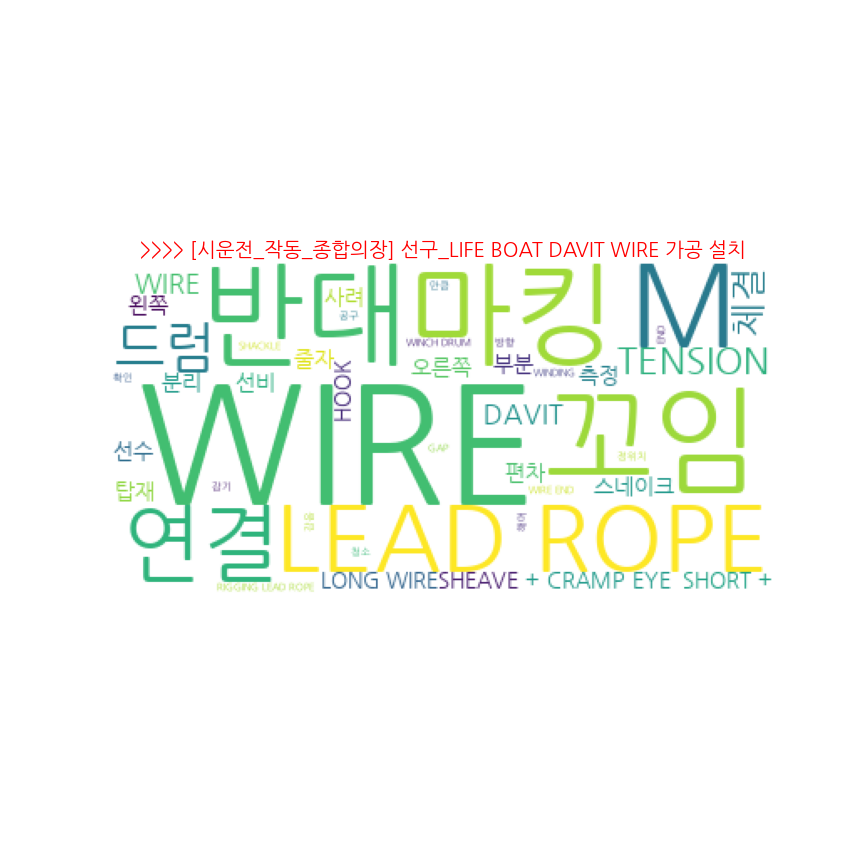 >>>> [시운전_작동_종합의장] 선구_LIFE BOAT DAVIT WIRE 가공 설치
WIRE
반대
사려
마킹
안큼
M
체결
왼쪽
공구
드럼
SHACKLE
줄자
WINCH DRUM
방향
END
오른쪽
부분
TENSION
WINDING
측정
확인
분리
선비
HOOK
WIRE
DAVIT
꼬임
선수
GAP
편차
정위치
탑재
감기
WIRE END
스네이크
연결
감음
LEAD ROPE
청소
RIGGING LEAD ROPE
LONG WIRE
SHEAVE +
CRAMP EYE
SHORT +